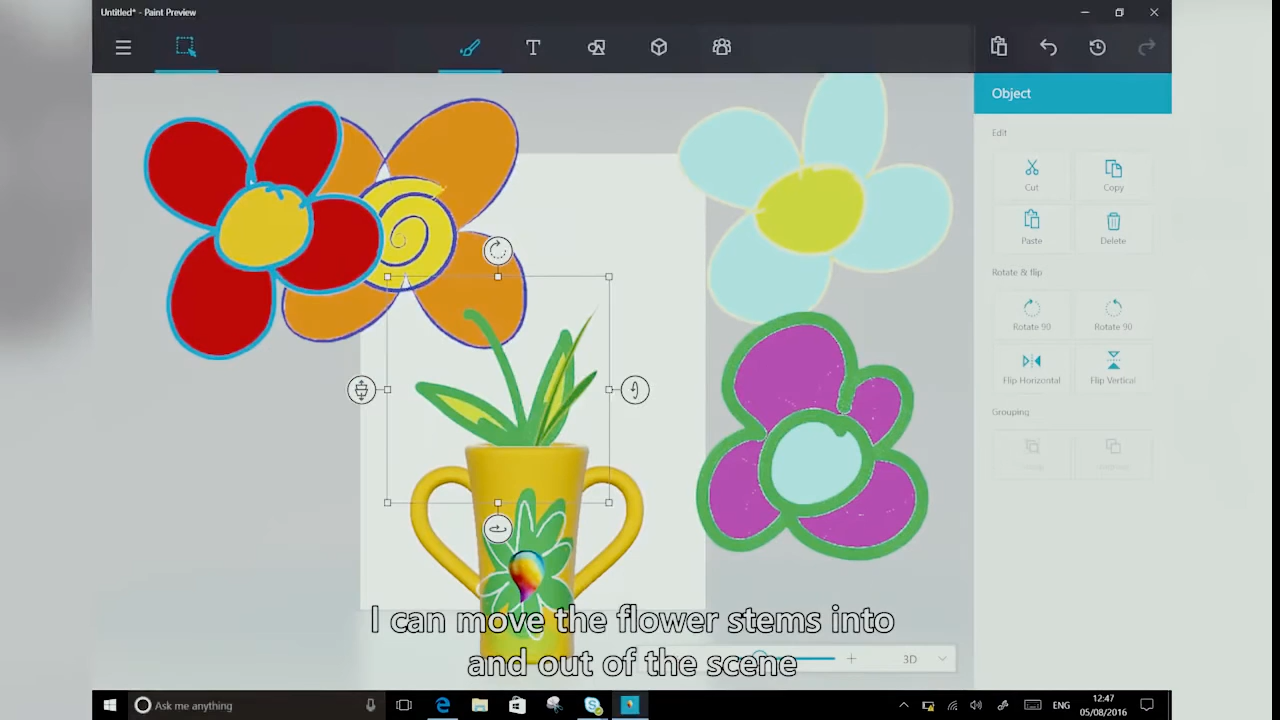 Untitled* - Paint Preview
Object
Edit
Cut
Copy
Paste
Delete
Rotate & flip
Rotate 90
Rotate 90
Flip Horizontal
Flip Vertical
Grouping
I can move the flower stems into
and out of the scene
3D
Ask me anything
ENG
12:47
05/08/2016